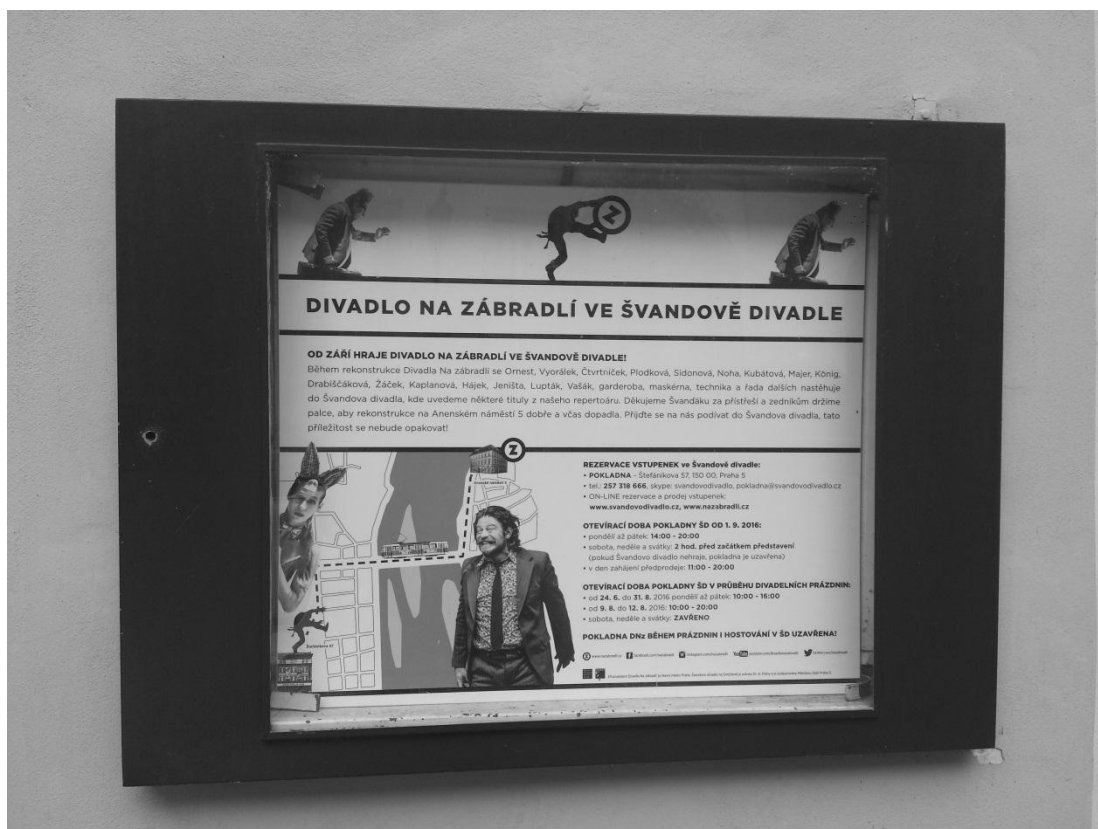 Z
DIVADLO NA ZÁBRADLÍ VE ŠVANDOVĚ DIVADLE
OD ZÁŘÍ HRAJE DIVADLO NA ZÁBRADLÍ VE ŠVANDOVĚ DIVADLE!
Během rekonstrukce Divadla Na zábradlí se Ornest, Vyorálek, Čtvrtníček, Plodková, Sidonová, Noha, Kubátová, Majer, König,
Drabiščáková, Žáček, Kaplanová, Hájek, Jeništa, Lupták, Vašák, garderoba, maskérna, technika a řada dalších nastěhuje
do Švandova divadla, kde uvedeme některé tituly z našeho repertoáru. Děkujeme Švanďáku za přístřeší a zedníkům držíme
palce, aby rekonstrukce na Anenském náměstí 5 dobře a včas dopadla. Přijďte se na nás podívat do Švandova divadla, tato
příležitost se nebude opakovat!
Z
REZERVACE VSTUPENEK ve Švandově divadle:
• POKLADNA - Štefánikova 57, 150 00, Praha 5
• tel.: 257 318 666, skype: svandovodivadlo, pokladna@svandovodivadlo.cz
• ON-LINE rezervace a prodej vstupenek:
www.svandovodivadlo.cz, www.nazabradli.cz
OTEVÍRACÍ DOBA POKLADNY ŠD OD 1. 9. 2016:
• pondělí až pátek: 14:00 - 20:00
• sobota, neděle a svátky: 2 hod. před začátkem představení
(pokud Švandovo divadlo nehraje, pokladna je uzavřena)
• v den zahájení předprodeje: 11:00 - 20:00
OTEVÍRACÍ DOBA POKLADNY ŠD V PRŮBĚHU DIVADELNÍCH PRÁZDNIN:
• od 24. 6. do 31. 8. 2016 pondělí až pátek: 10:00 - 16:00
• od 9. 8. do 12. 8. 2016: 10:00 - 20:00
• sobota, neděle a svátky: ZAVŘENO
POKLADNA DNz BĚHEM PRÁZDNIN I HOSTOVÁNÍ V ŠD UZAVŘENA!